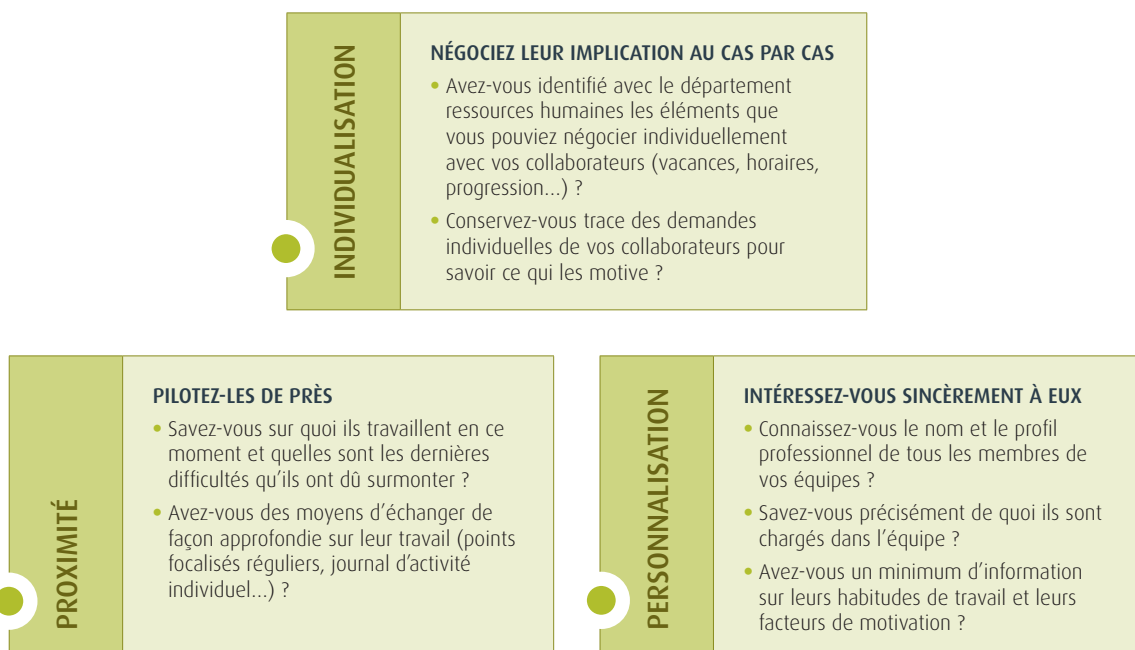 INDIVIDUALISATION
NÉGOCIEZ LEUR IMPLICATION AU CAS PAR CAS
• Avez-vous identifié avec le département
ressources humaines les éléments que
vous pouviez négocier individuellement
avec vos collaborateurs (vacances, horaires,
progression...) ?
• Conservez-vous trace des demandes
individuelles de vos collaborateurs pour
savoir ce qui les motive ?
PROXIMITÉ
PILOTEZ-LES DE PRÈS
• Savez-vous sur quoi ils travaillent en ce
moment et quelles sont les dernières
difficultés qu’ils ont dû surmonter ?
• Avez-vous des moyens d’échanger de
façon approfondie sur leur travail (points
focalisés réguliers, journal d’activité
individuel...) ?
PERSONNALISATION
INTÉRESSEZ-VOUS SINCÈREMENT À EUX
• Connaissez-vous le nom et le profil
professionnel de tous les membres de
vos équipes ?
• Savez-vous précisément de quoi ils sont
chargés dans l’équipe ?
• Avez-vous un minimum d’information
sur leurs habitudes de travail et leurs
facteurs de motivation ?